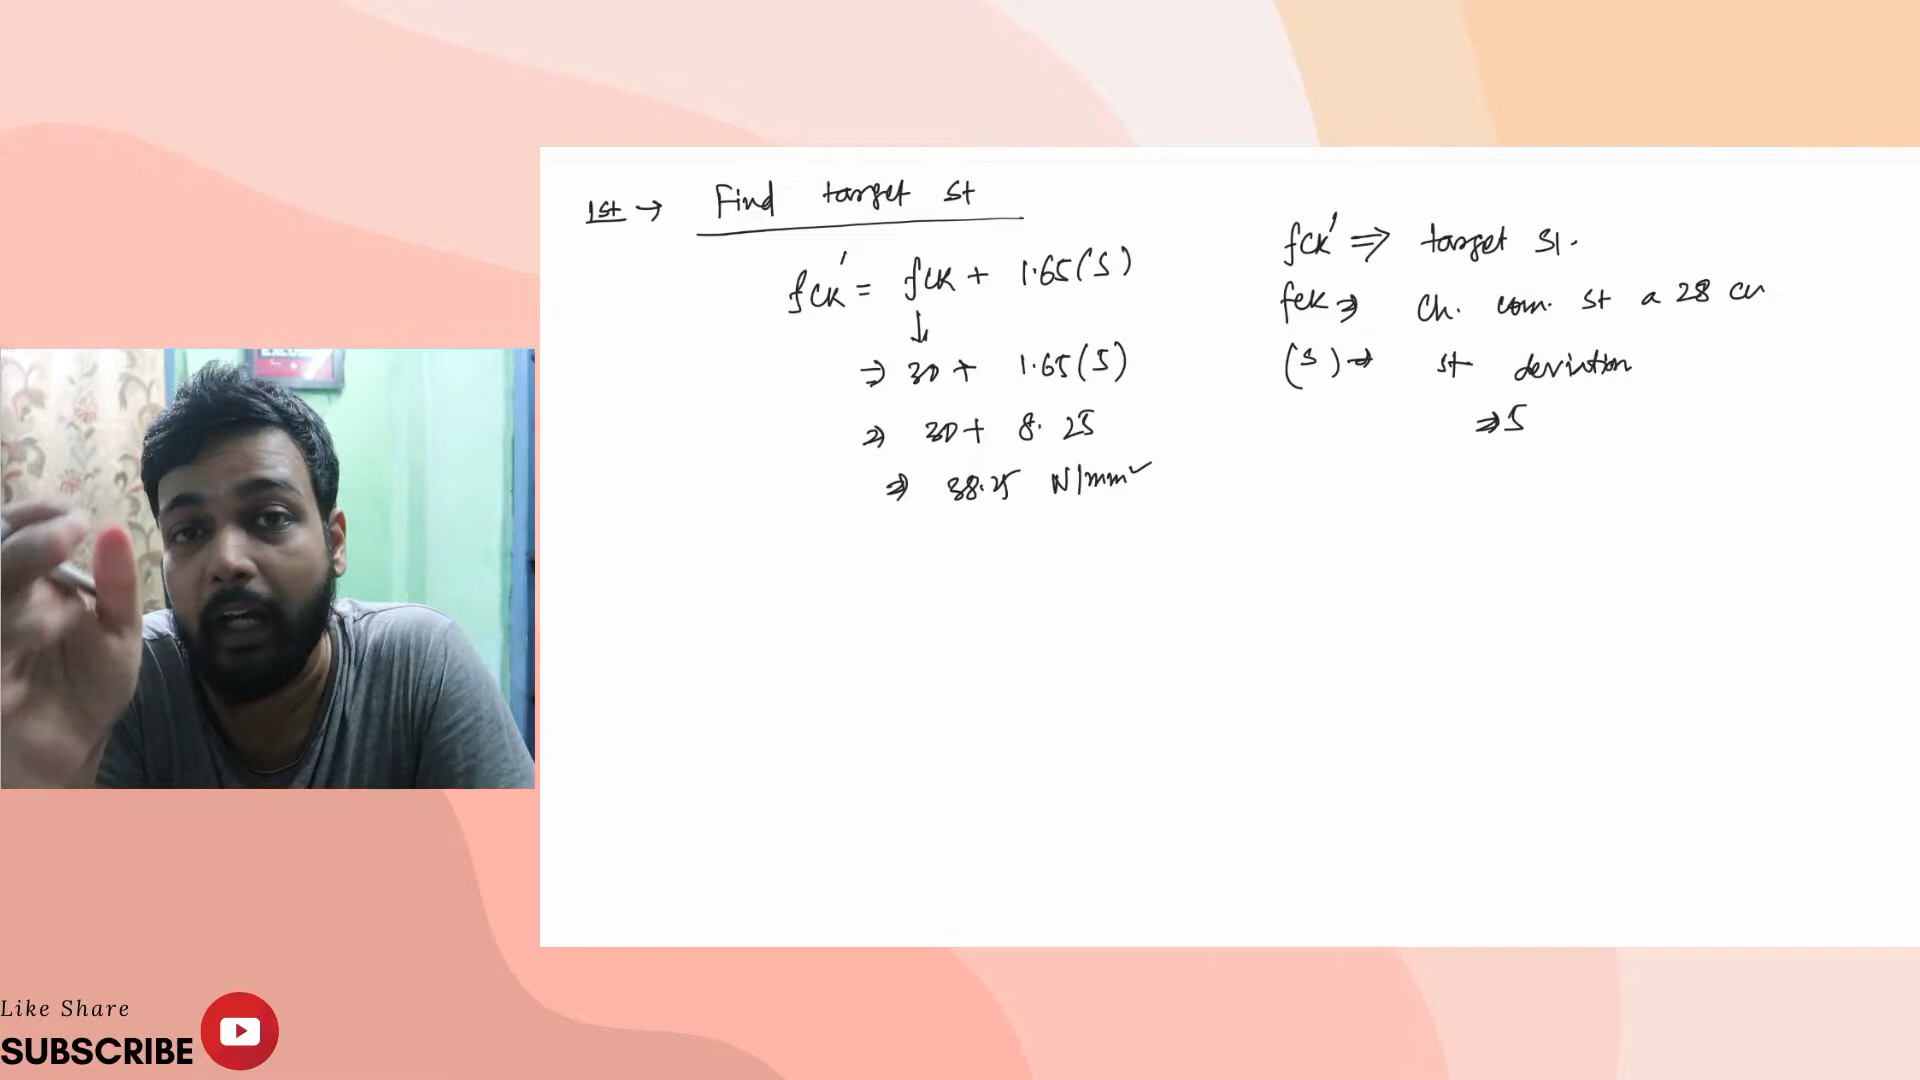 1st → Find target st
fck' = fck + 1.65(S)
↓
⇒ 30 + 1.65(5)
⇒ 30 + 8.25
⇒ 38.25 N/mm²
fck' ⇒ target st.
fck ⇒ Ch. com. st a 28
(S) → st deviation
⇒ 5
Like Share
SUBSCRIBE